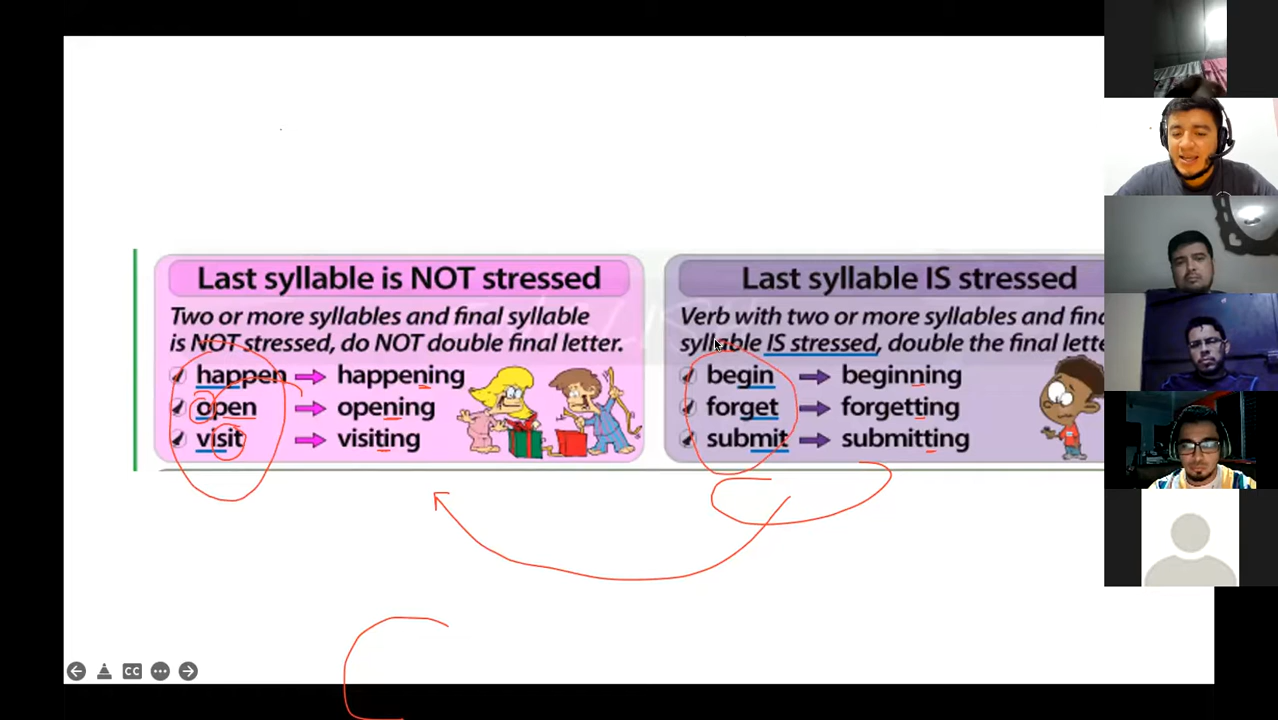 Last syllable is NOT stressed
Two or more syllables and final syllable
is NOT stressed, do NOT double final letter.
happen happening
open opening
visit visiting
Last syllable IS stressed
Verb with two or more syllables and fina
syllable IS stressed, double the final lette
begin beginning
forget forgetting
submit submitting
CC